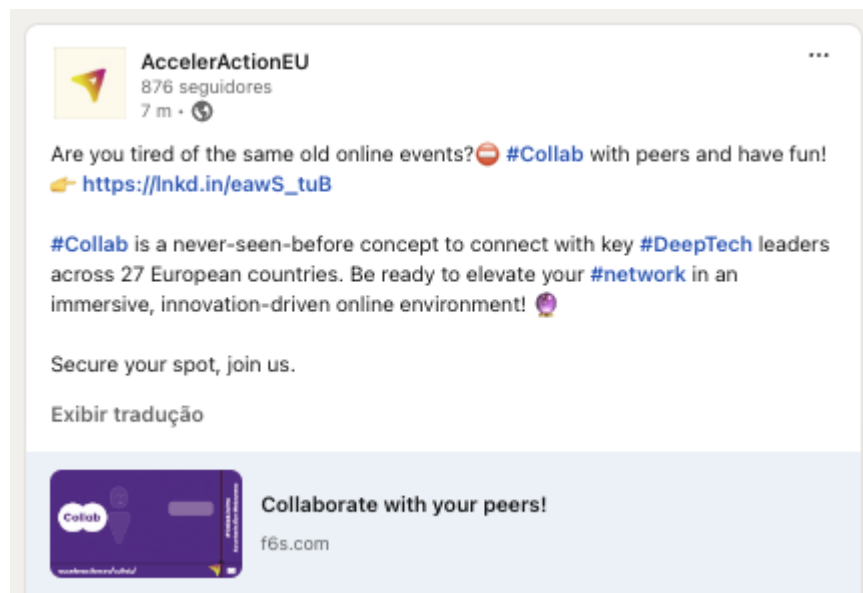 AccelerActionEU
876 seguidores
7 m •
Are you tired of the same old online events?⛔ #Collab with peers and have fun!
👉 https://lnkd.in/eawS_tuB
#Collab is a never-seen-before concept to connect with key #DeepTech leaders
across 27 European countries. Be ready to elevate your #network in an
immersive, innovation-driven online environment! 🔮
Secure your spot, join us.
Exibir tradução
Collab
Collaborate with your peers!
f6s.com